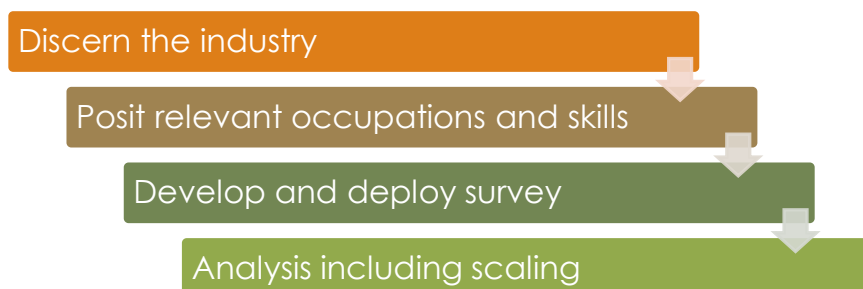 Discern the industry
Posit relevant occupations and skills
Develop and deploy survey
Analysis including scaling